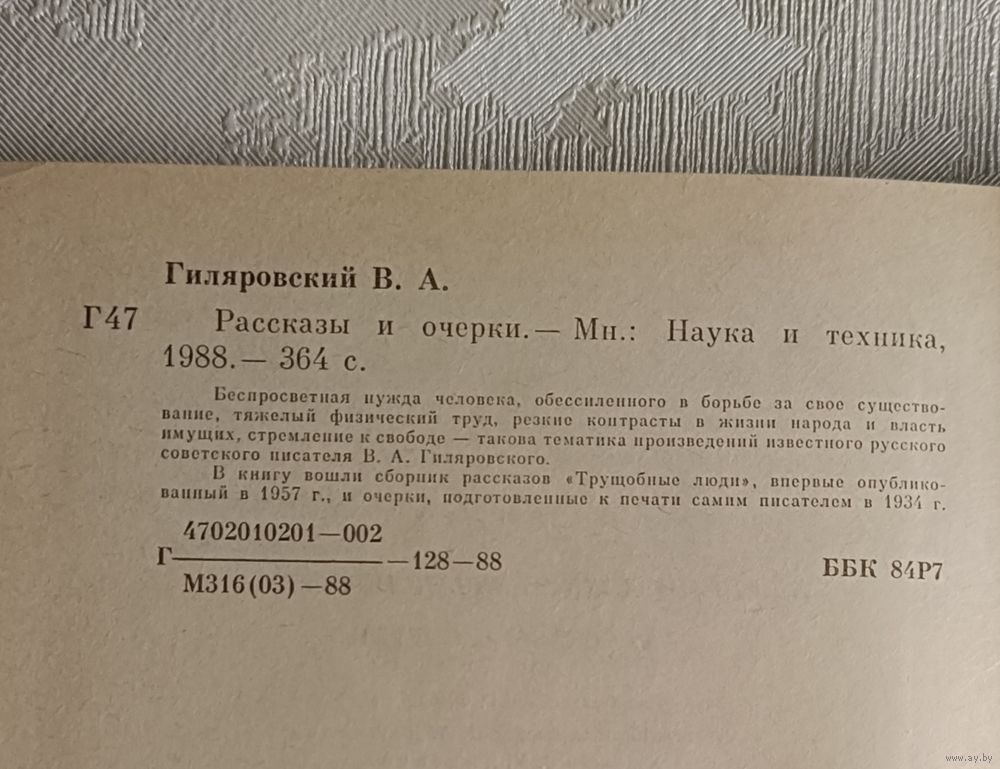 Гиляровский В. А.
Г47 Рассказы и очерки.— Мн.: Наука и техника,
1988.— 364 с.
Беспросветная нужда человека, обессиленного в борьбе за свое существо-
вание, тяжелый физический труд, резкие контрасты в жизни народа и власть
имущих, стремление к свободе — такова тематика произведений известного русского
советского писателя В. А. Гиляровского.
В книгу вошли сборник рассказов «Трущобные люди», впервые опублико-
ванный в 1957 г., и очерки, подготовленные к печати самим писателем в 1934 г.
4702010201—002
Г—————————128—88
М316(03)—88
ББК 84Р7
www.ay.by